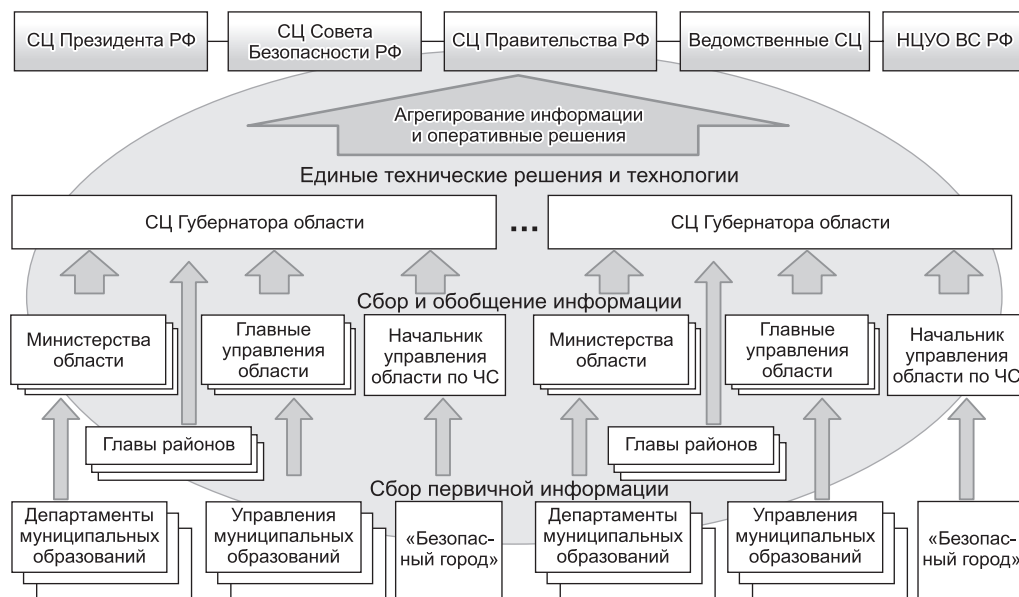 СЦ Президента РФ
СЦ Совета
Безопасности РФ
СЦ Правительства РФ
Ведомственные СЦ
НЦУО ВС РФ
Агрегирование информации
и оперативные решения
Единые технические решения и технологии
СЦ Губернатора области
...
СЦ Губернатора области
Сбор и обобщение информации
Министерства
области
Главные
управления
области
Начальник
управления
области по ЧС
Министерства
области
Главные
управления
области
Начальник
управления
области по ЧС
Главы районов
Главы районов
Сбор первичной информации
Департаменты
муниципальных
образований
Управления
муниципальных
образований
«Безопас-
ный город»
Департаменты
муниципальных
образований
Управления
муниципальных
образований
«Безопас-
ный город»